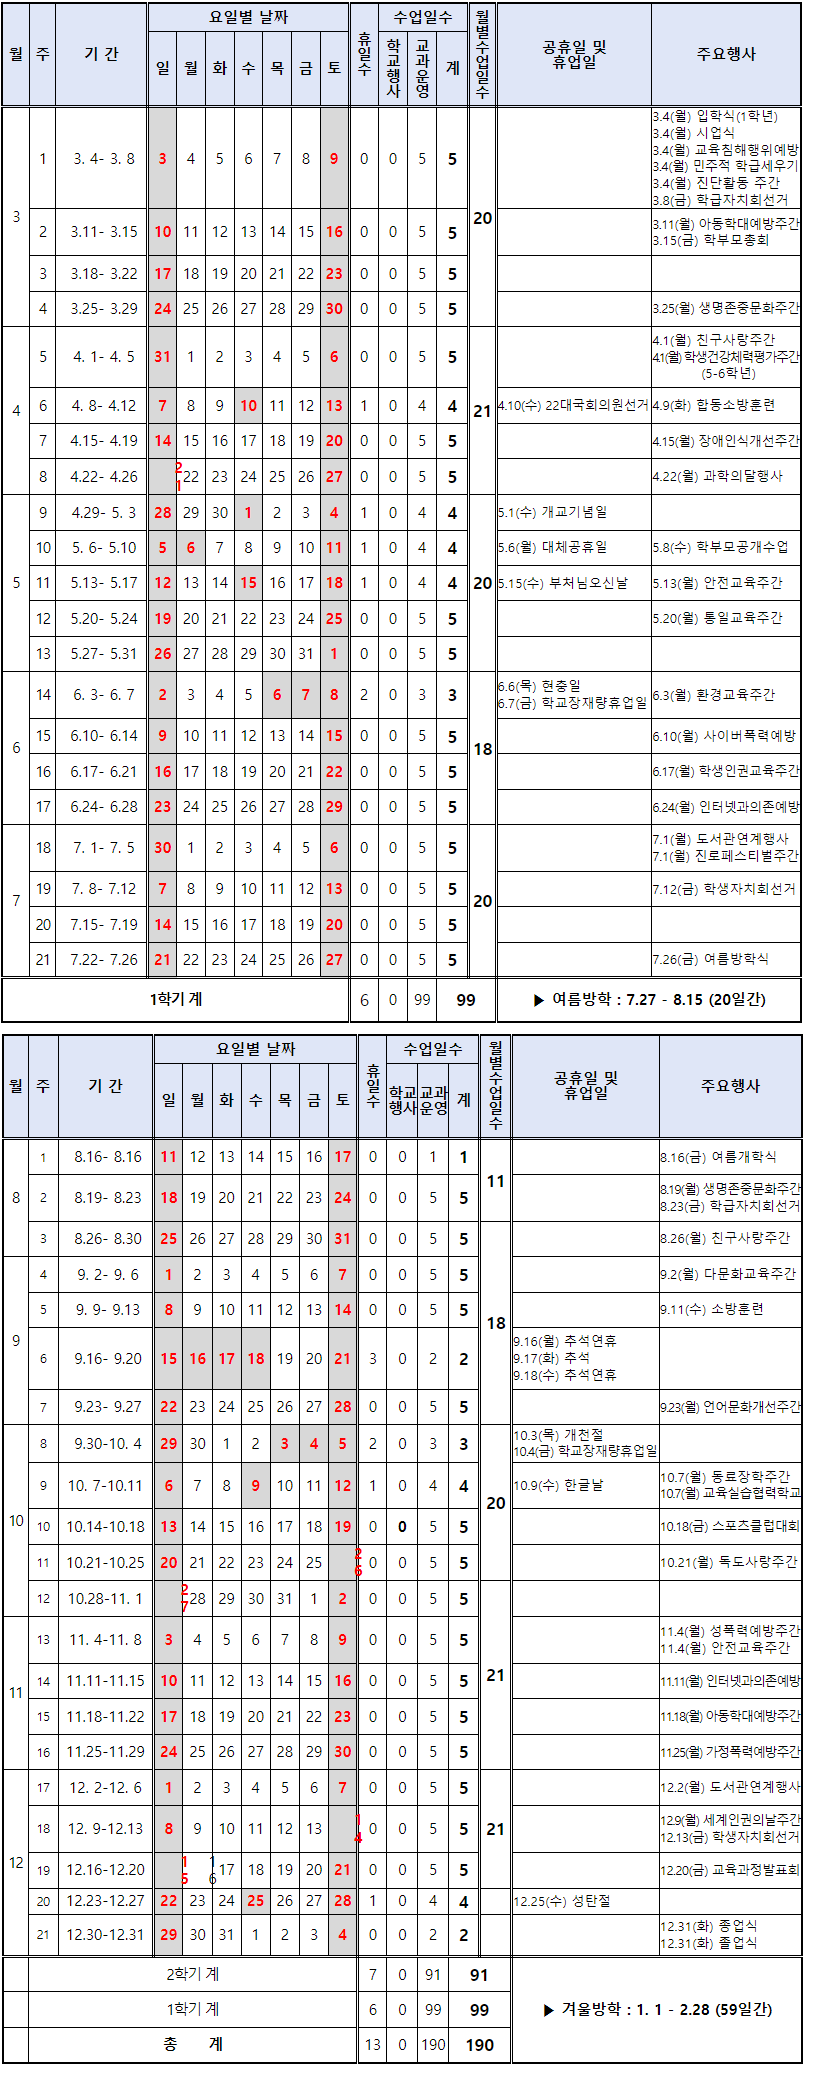 월 주 기 간 요일별 날짜 휴일수 수업일수 월별수업일수 공휴일 및 휴업일 주요행사
일 월 화 수 목 금 토 학교행사 교과운영 계
3 1 3. 4- 3. 8 3 4 5 6 7 8 9 0 0 5 5 20
3.4(월) 입학식(1학년)
3.4(월) 시업식
3.4(월) 교육침해행위예방
3.4(월) 민주적 학급세우기
3.4(월) 진단활동 주간
3.8(금) 학급자치회선거
2 3.11- 3.15 10 11 12 13 14 15 16 0 0 5 5
3.11(월) 아동학대예방주간
3.15(금) 학부모총회
3 3.18- 3.22 17 18 19 20 21 22 23 0 0 5 5
4 3.25- 3.29 24 25 26 27 28 29 30 0 0 5 5 3.25(월) 생명존중문화주간
4 5 4. 1- 4. 5 31 1 2 3 4 5 6 0 0 5 5 21
4.1(월) 친구사랑주간
4.1(월) 학생건강체력평가주간
(5-6학년)
6 4. 8- 4.12 7 8 9 10 11 12 13 1 0 4 4 4.10(수) 22대국회의원선거 4.9(화) 합동소방훈련
7 4.15- 4.19 14 15 16 17 18 19 20 0 0 5 5 4.15(월) 장애인식개선주간
8 4.22- 4.26 21 22 23 24 25 26 27 0 0 5 5 4.22(월) 과학의달행사
5 9 4.29- 5. 3 28 29 30 1 2 3 4 1 0 4 4 20 5.1(수) 개교기념일
10 5. 6- 5.10 5 6 7 8 9 10 11 1 0 4 4 5.6(월) 대체공휴일 5.8(수) 학부모공개수업
11 5.13- 5.17 12 13 14 15 16 17 18 1 0 4 4 5.15(수) 부처님오신날 5.13(월) 안전교육주간
12 5.20- 5.24 19 20 21 22 23 24 25 0 0 5 5 5.20(월) 통일교육주간
13 5.27- 5.31 26 27 28 29 30 31 1 0 0 5 5
6 14 6. 3- 6. 7 2 3 4 5 6 7 8 2 0 3 3 18
6.6(목) 현충일
6.7(금) 학교장재량휴업일
6.3(월) 환경교육주간
15 6.10- 6.14 9 10 11 12 13 14 15 0 0 5 5 6.10(월) 사이버폭력예방
16 6.17- 6.21 16 17 18 19 20 21 22 0 0 5 5 6.17(월) 학생인권교육주간
17 6.24- 6.28 23 24 25 26 27 28 29 0 0 5 5 6.24(월) 인터넷과의존예방
7 18 7. 1- 7. 5 30 1 2 3 4 5 6 0 0 5 5 20
7.1(월) 도서관연계행사
7.1(월) 진로페스티벌주간
19 7. 8- 7.12 7 8 9 10 11 12 13 0 0 5 5 7.12(금) 학생자치회선거
20 7.15- 7.19 14 15 16 17 18 19 20 0 0 5 5
21 7.22- 7.26 21 22 23 24 25 26 27 0 0 5 5 7.26(금) 여름방학식
1학기 계 6 0 99 99 ▶ 여름방학 : 7.27 - 8.15 (20일간)
월 주 기 간 요일별 날짜 휴일수 수업일수 월별수업일수 공휴일 및 휴업일 주요행사
일 월 화 수 목 금 토 학교행사 교과운영 계
8 1 8.16- 8.16 11 12 13 14 15 16 17 0 0 1 1 11 8.16(금) 여름개학식
2 8.19- 8.23 18 19 20 21 22 23 24 0 0 5 5
8.19(월) 생명존중문화주간
8.23(금) 학급자치회선거
3 8.26- 8.30 25 26 27 28 29 30 31 0 0 5 5 8.26(월) 친구사랑주간
9 4 9. 2- 9. 6 1 2 3 4 5 6 7 0 0 5 5 18 9.2(월) 다문화교육주간
5 9. 9- 9.13 8 9 10 11 12 13 14 0 0 5 5 9.11(수) 소방훈련
6 9.16- 9.20 15 16 17 18 19 20 21 3 0 2 2
9.16(월) 추석연휴
9.17(화) 추석
9.18(수) 추석연휴
7 9.23- 9.27 22 23 24 25 26 27 28 0 0 5 5 9.23(월) 언어문화개선주간
10 8 9.30-10. 4 29 30 1 2 3 4 5 2 0 3 3 20
10.3(목) 개천절
10.4(금) 학교장재량휴업일
9 10. 7-10.11 6 7 8 9 10 11 12 1 0 4 4 10.9(수) 한글날
10.7(월) 동료장학주간
10.7(월) 교육실습협력학교
10 10.14-10.18 13 14 15 16 17 18 19 0 0 5 5 10.18(금) 스포츠클럽대회
11 10.21-10.25 20 21 22 23 24 25 26 0 0 5 5 10.21(월) 독도사랑주간
12 10.28-11. 1 27 28 29 30 31 1 2 0 0 5 5 21
11 13 11. 4-11. 8 3 4 5 6 7 8 9 0 0 5 5
11.4(월) 성폭력예방주간
11.4(월) 안전교육주간
14 11.11-11.15 10 11 12 13 14 15 16 0 0 5 5 11.11(월) 인터넷과의존예방
15 11.18-11.22 17 18 19 20 21 22 23 0 0 5 5 11.18(월) 아동학대예방주간
16 11.25-11.29 24 25 26 27 28 29 30 0 0 5 5 11.25(월) 가정폭력예방주간
12 17 12. 2-12. 6 1 2 3 4 5 6 7 0 0 5 5 21 12.2(월) 도서관연계행사
18 12. 9-12.13 8 9 10 11 12 13 14 0 0 5 5
12.9(월) 세계인권의날주간
12.13(금) 학생자치회선거
19 12.16-12.20 15 16 17 18 19 20 21 0 0 5 5 12.20(금) 교육과정발표회
20 12.23-12.27 22 23 24 25 26 27 28 1 0 4 4 12.25(수) 성탄절
21 12.30-12.31 29 30 31 1 2 3 4 0 0 2 2
12.31(화) 종업식
12.31(화) 졸업식
2학기 계 7 0 91 91
1학기 계 6 0 99 99 ▶ 겨울방학 : 1. 1 - 2.28 (59일간)
총 계 13 0 190 190